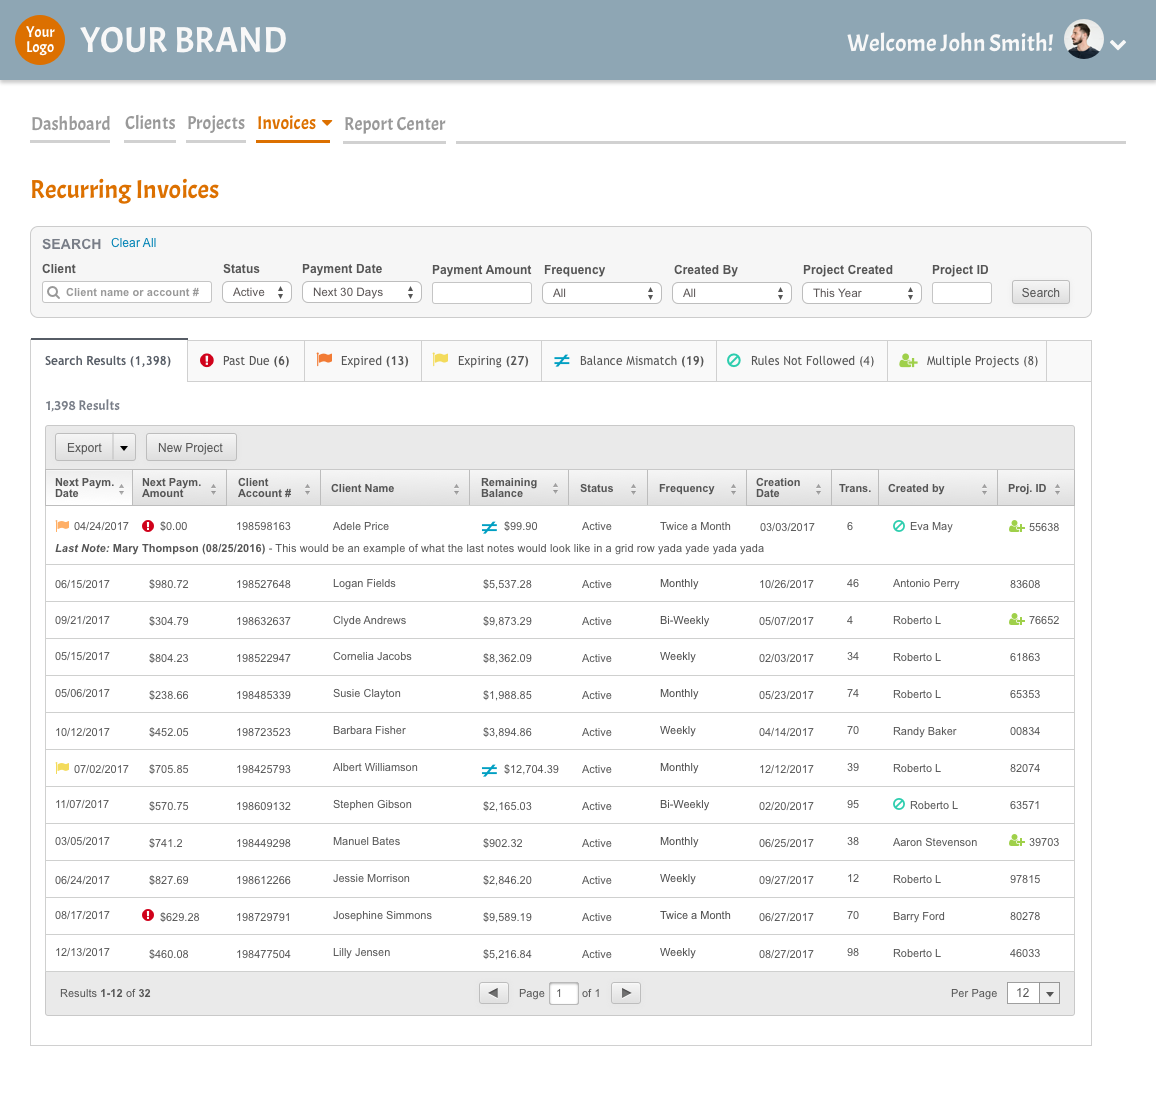 Your
Logo
YOUR BRAND
Welcome John Smith!
Dashboard Clients Projects Invoices Report Center
Recurring Invoices
SEARCH Clear All
Client Status Payment Date Payment Amount Frequency Created By Project Created Project ID
Client name or account # Active Next 30 Days All All This Year Search
Search Results (1,398) Past Due (6) Expired (13) Expiring (27) Balance Mismatch (19) Rules Not Followed (4) Multiple Projects (8)
1,398 Results
Export New Project
Next Paym. Date Next Paym. Amount Client Account # Client Name Remaining Balance Status Frequency Creation Date Trans. Created by Proj. ID
04/24/2017 $0.00 198598163 Adele Price $99.90 Active Twice a Month 03/03/2017 6 Eva May 55638
Last Note: Mary Thompson (08/25/2016) - This would be an example of what the last notes would look like in a grid row yada yade yada yada
06/15/2017 $980.72 198527648 Logan Fields $5,537.28 Active Monthly 10/26/2017 46 Antonio Perry 83608
09/21/2017 $304.79 198632637 Clyde Andrews $9,873.29 Active Bi-Weekly 05/07/2017 4 Roberto L 76652
05/15/2017 $804.23 198522947 Cornelia Jacobs $8,362.09 Active Weekly 02/03/2017 34 Roberto L 61863
05/06/2017 $238.66 198485339 Susie Clayton $1,988.85 Active Monthly 05/23/2017 74 Roberto L 65353
10/12/2017 $452.05 198723523 Barbara Fisher $3,894.86 Active Weekly 04/14/2017 70 Randy Baker 00834
07/02/2017 $705.85 198425793 Albert Williamson $12,704.39 Active Monthly 12/12/2017 39 Roberto L 82074
11/07/2017 $570.75 198609132 Stephen Gibson $2,165.03 Active Bi-Weekly 02/20/2017 95 Roberto L 63571
03/05/2017 $741.2 198449298 Manuel Bates $902.32 Active Monthly 06/25/2017 38 Aaron Stevenson 39703
06/24/2017 $827.69 198612266 Jessie Morrison $2,846.20 Active Weekly 09/27/2017 12 Roberto L 97815
08/17/2017 $629.28 198729791 Josephine Simmons $9,589.19 Active Twice a Month 06/27/2017 70 Barry Ford 80278
12/13/2017 $460.08 198477504 Lilly Jensen $5,216.84 Active Weekly 08/27/2017 98 Roberto L 46033
Results 1-12 of 32 Page 1 of 1 Per Page 12